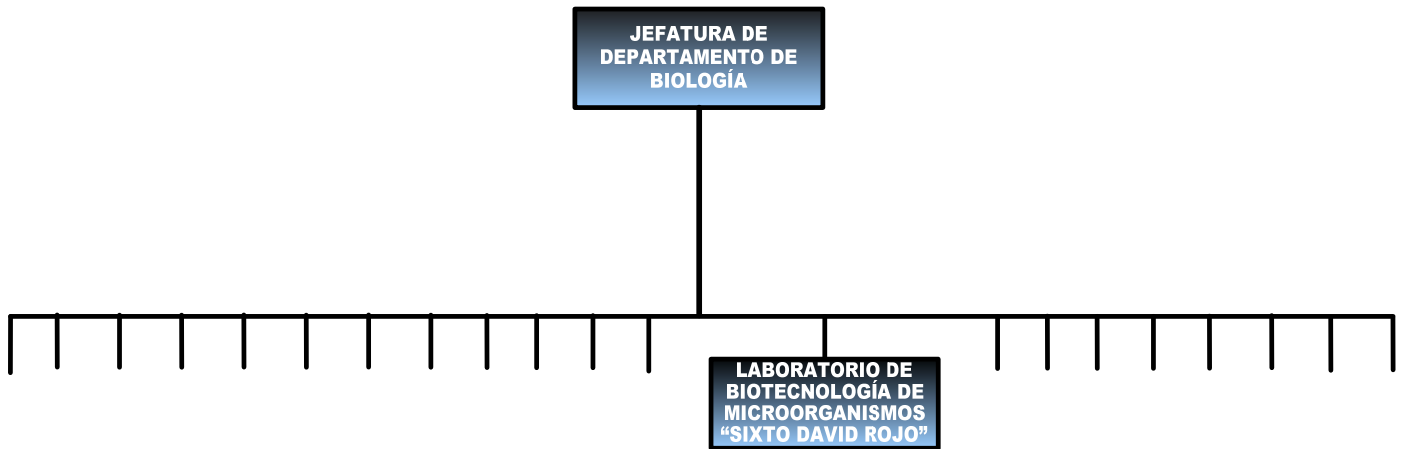 JEFATURA DE
DEPARTAMENTO DE
BIOLOGÍA
LABORATORIO DE
BIOTECNOLOGÍA DE
MICROORGANISMOS
“SIXTO DAVID ROJO”